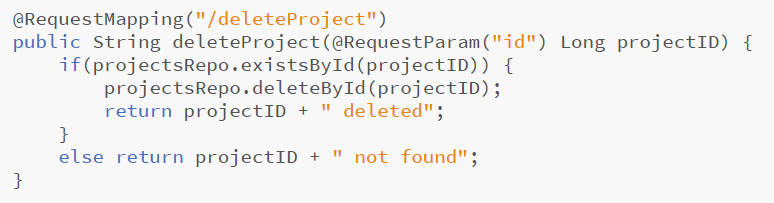 @RequestMapping("/deleteProject")
public String deleteProject(@RequestParam("id") Long projectID) {
    if(projectsRepo.existsById(projectID)) {
        projectsRepo.deleteById(projectID);
        return projectID + " deleted";
    }
    else return projectID + " not found";
}